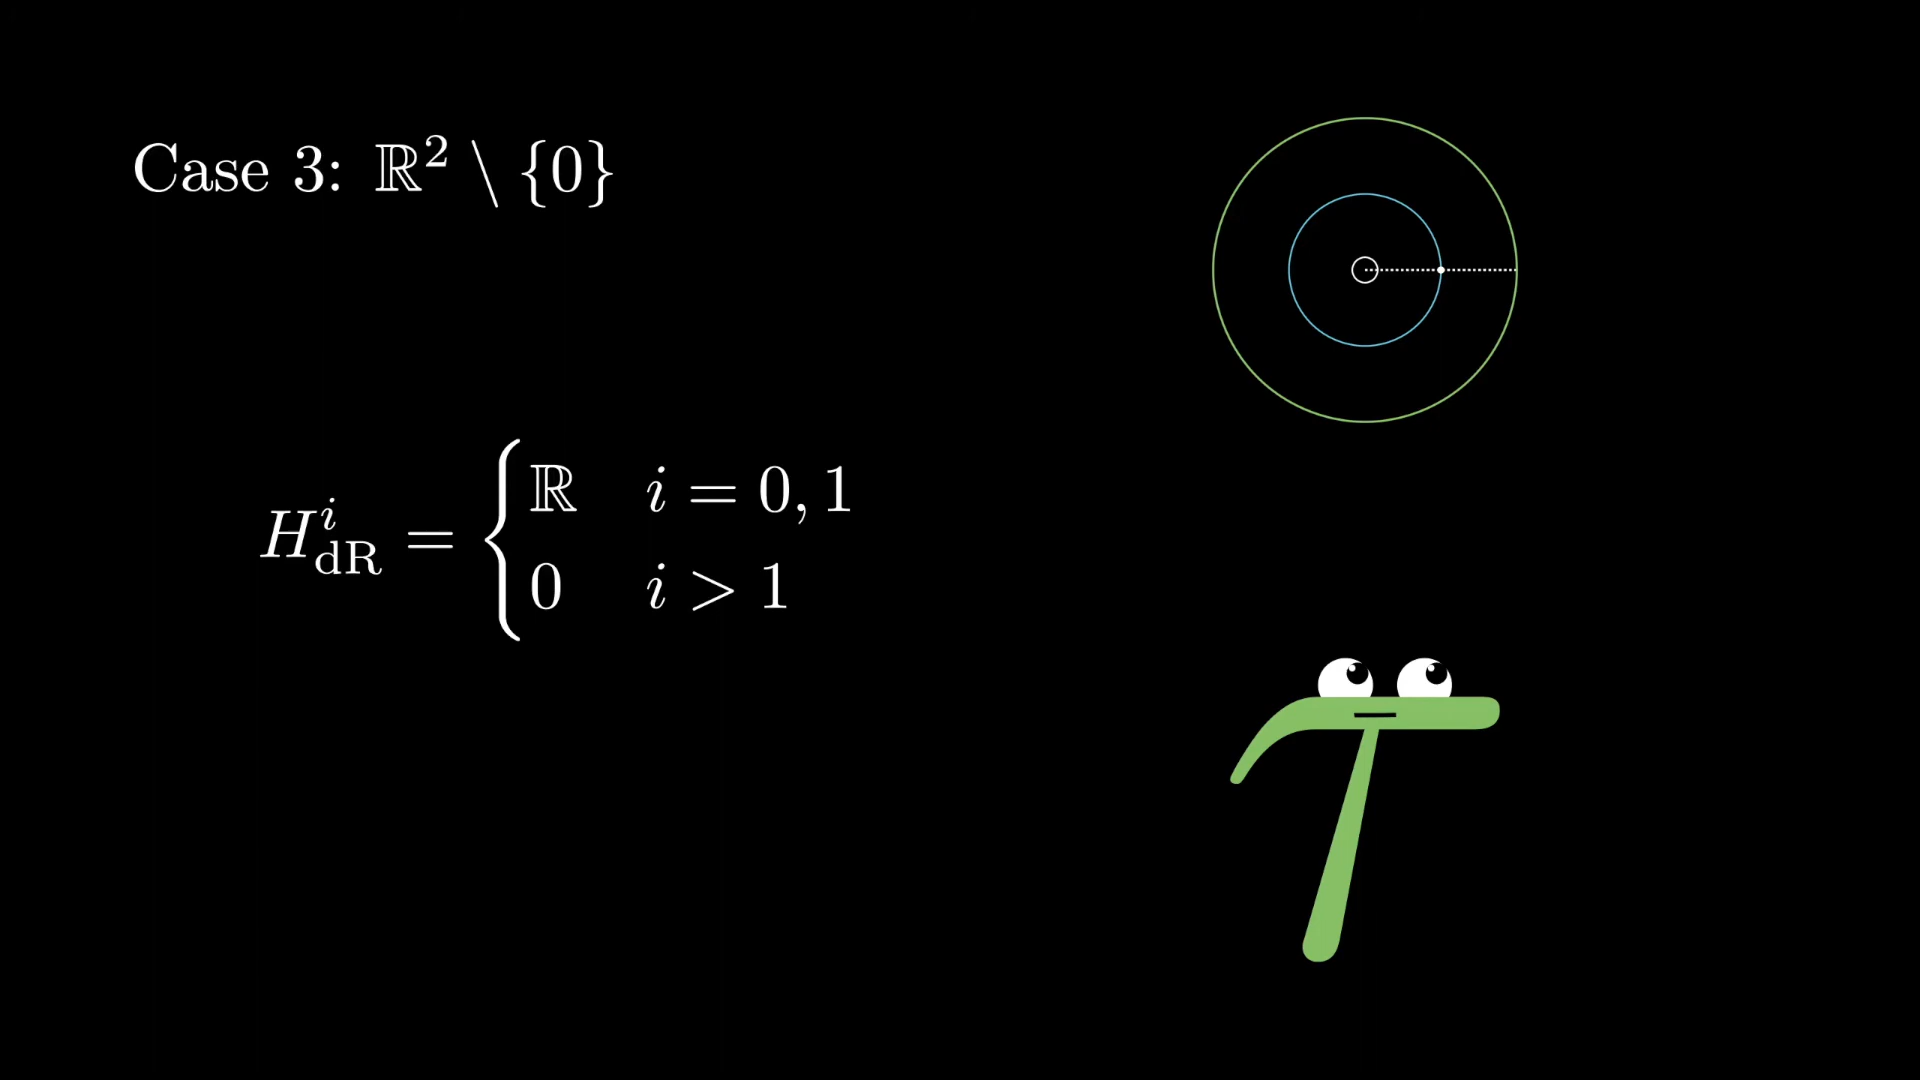 Case 3: ℝ² \ {0}
H^i_dR = { ℝ i = 0, 1
0 i > 1